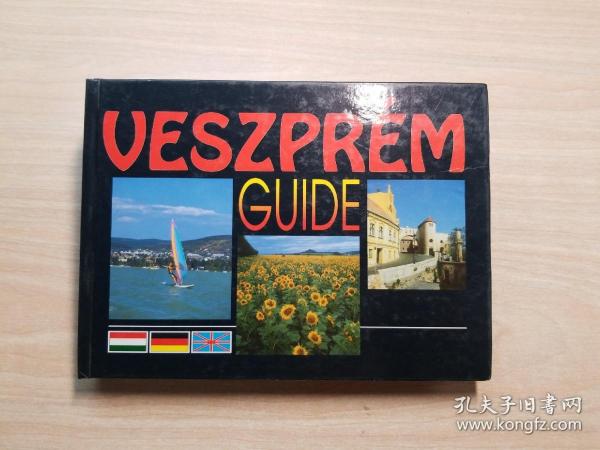 VESZPRÉM
GUIDE
孔夫子旧书网
www.kongfz.com